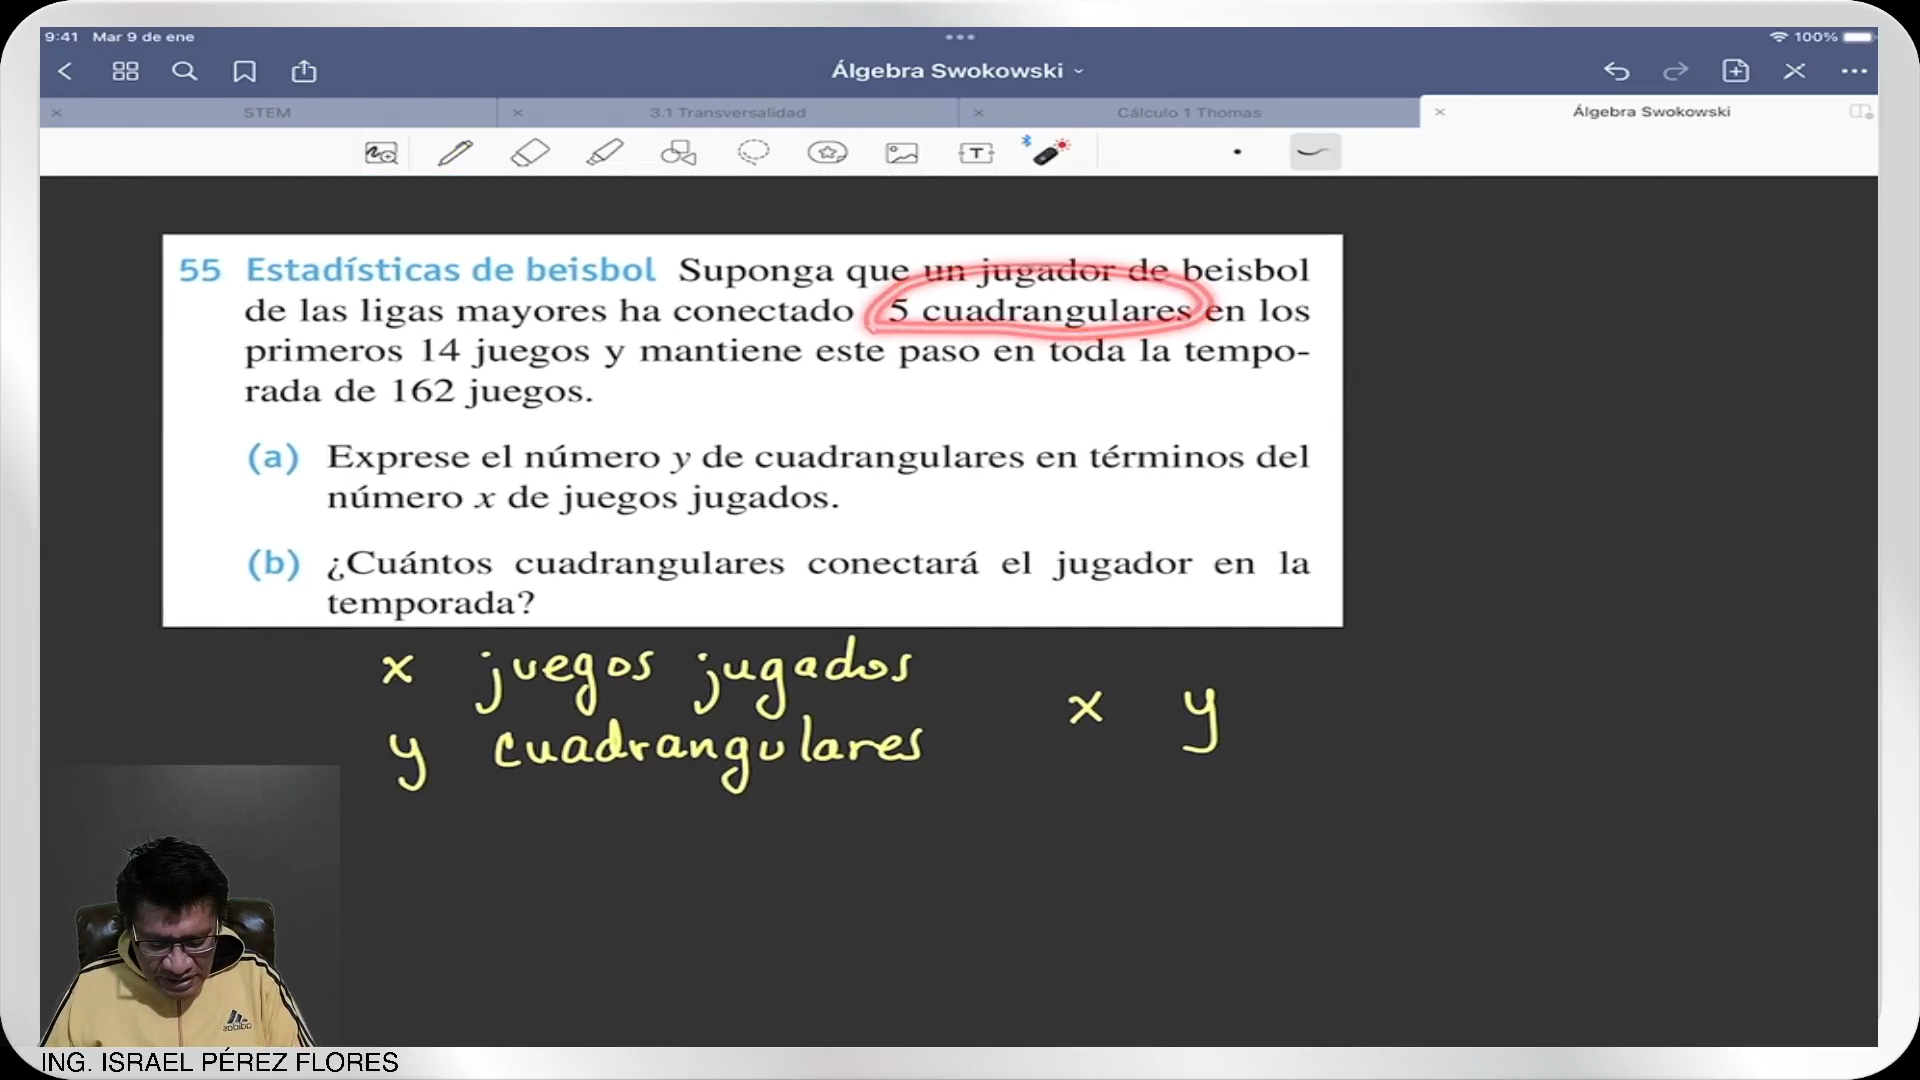 9:41 Mar 9 de ene
100%
Álgebra Swokowski
STEM
3.1 Transversalidad
Cálculo 1 Thomas
Álgebra Swokowski
T
55 Estadísticas de beisbol Suponga que un jugador de beisbol
de las ligas mayores ha conectado 5 cuadrangulares en los
primeros 14 juegos y mantiene este paso en toda la tempo-
rada de 162 juegos.
(a) Exprese el número y de cuadrangulares en términos del
número x de juegos jugados.
(b) ¿Cuántos cuadrangulares conectará el jugador en la
temporada?
x juegos jugados
y cuadrangulares
x y
adidas
ING. ISRAEL PÉREZ FLORES